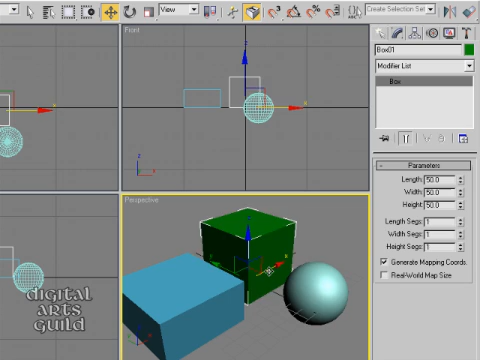 View
3
Create Selection Set
Front
Box01
Modifier List
Box
Parameters
Length: 50.0
Width: 50.0
Height: 50.0
Length Segs: 1
Width Segs: 1
Height Segs: 1
Generate Mapping Coords.
Real-World Map Size
Perspective
digital
arts
guild